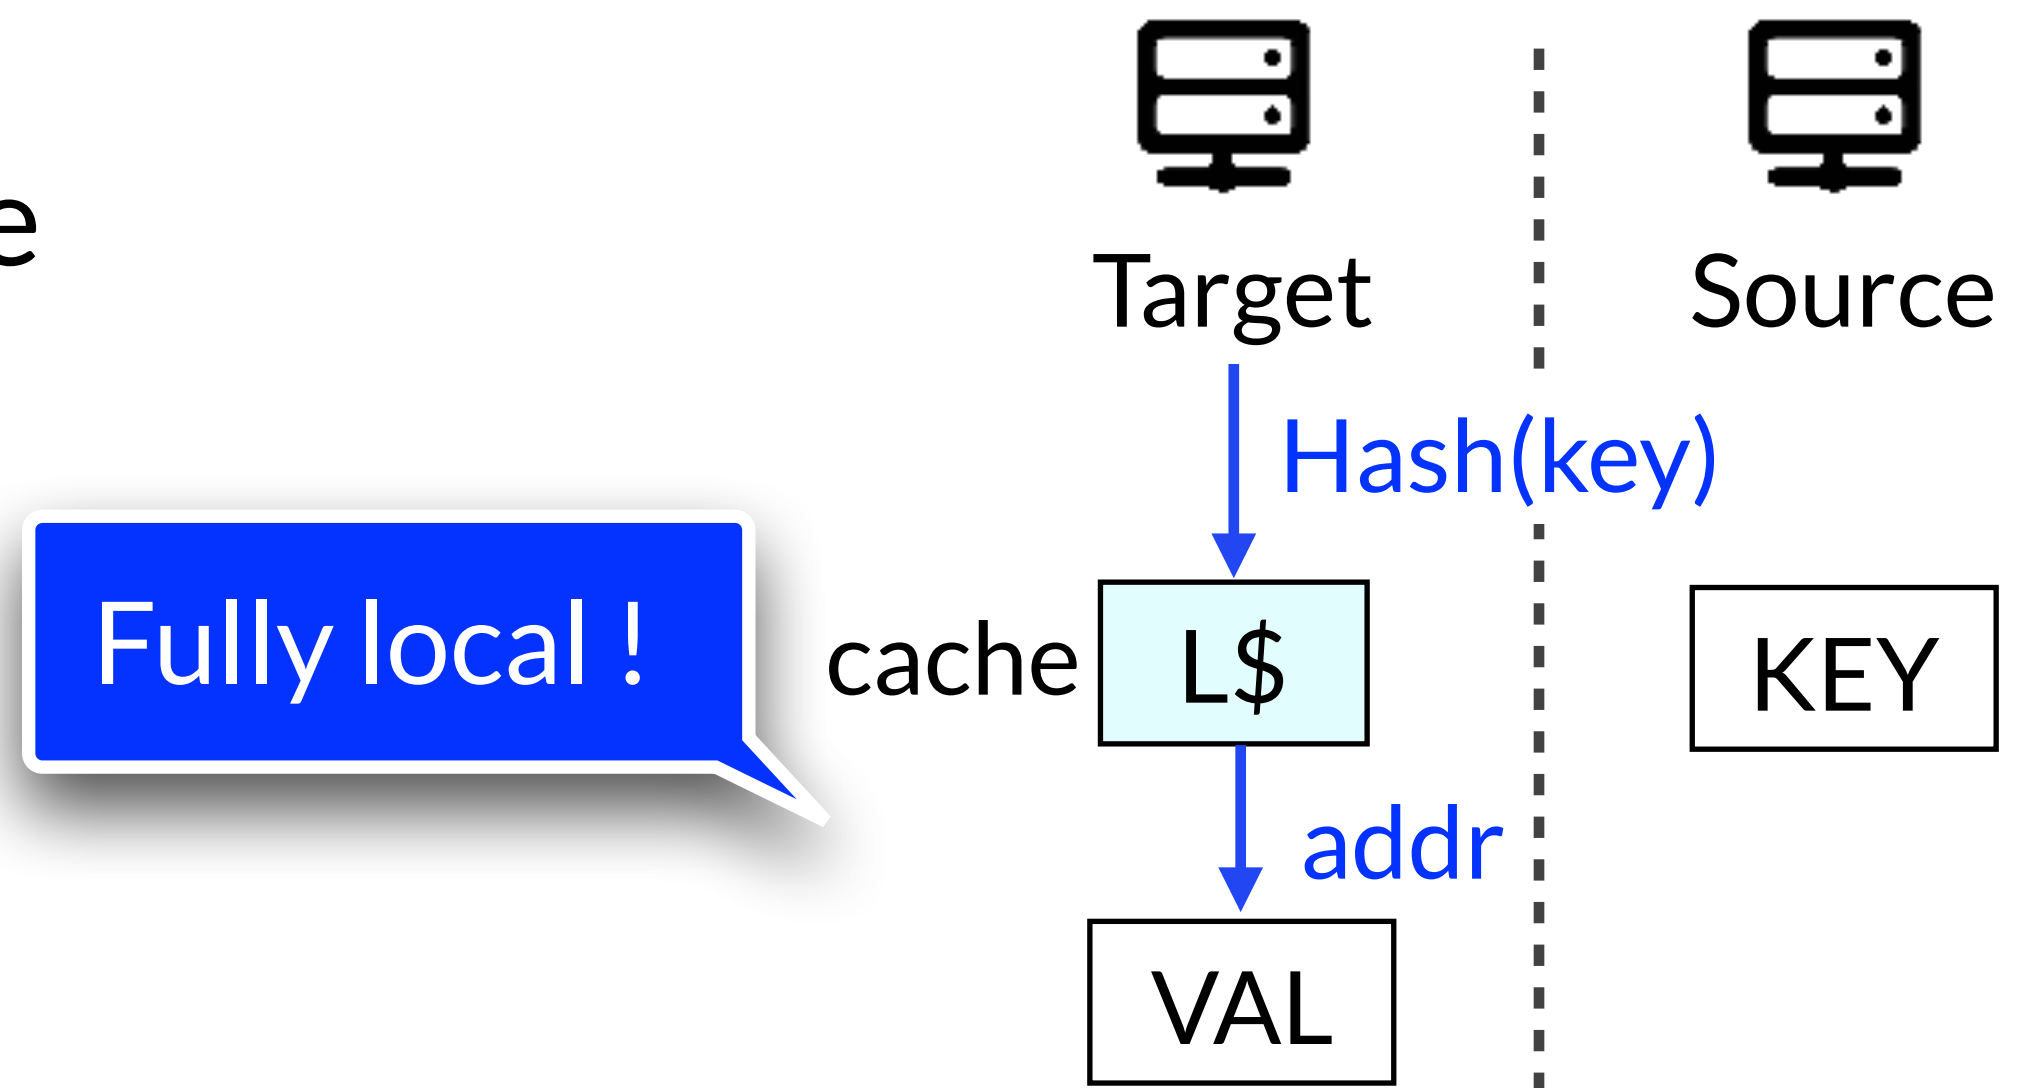 e
Target
Source
Hash(key)
Fully local !
cache
L$
KEY
addr
VAL